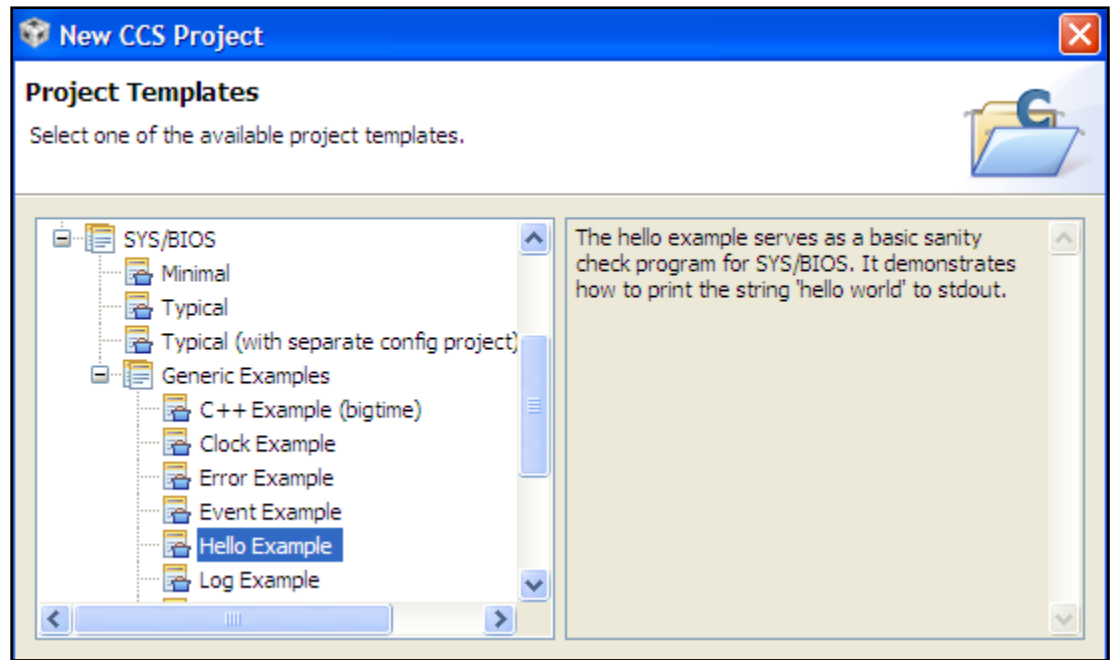 New CCS Project
Project Templates
Select one of the available project templates.
SYS/BIOS
Minimal
Typical
Typical (with separate config project)
Generic Examples
C++ Example (bigtime)
Clock Example
Error Example
Event Example
Hello Example
Log Example
The hello example serves as a basic sanity
check program for SYS/BIOS. It demonstrates
how to print the string 'hello world' to stdout.